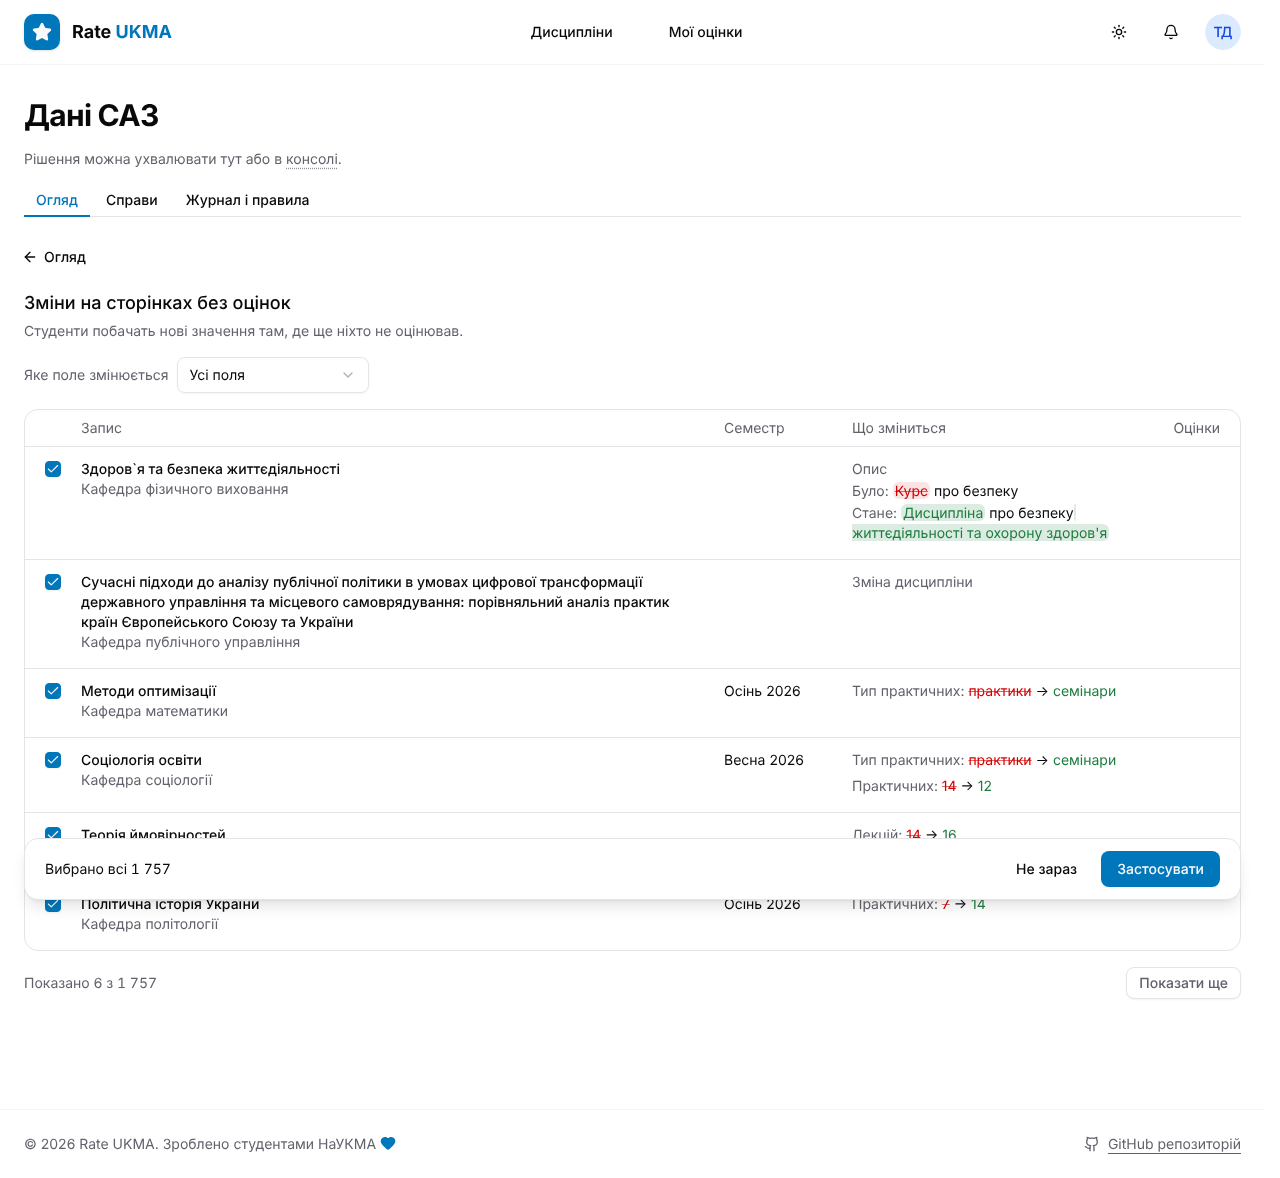 Rate UKMA
Дисципліни
Мої оцінки
ТД
Дані САЗ
Рішення можна ухвалювати тут або в консолі.
Огляд
Справи
Журнал і правила
Огляд
Зміни на сторінках без оцінок
Студенти побачать нові значення там, де ще ніхто не оцінював.
Яке поле змінюється
Усі поля
Запис
Семестр
Що зміниться
Оцінки
Здоров`я та безпека життєдіяльності
Кафедра фізичного виховання
Опис
Було: Курс про безпеку
Стане: Дисципліна про безпеку
життєдіяльності та охорону здоров'я
Сучасні підходи до аналізу публічної політики в умовах цифрової трансформації
державного управління та місцевого самоврядування: порівняльний аналіз практик
країн Європейського Союзу та України
Кафедра публічного управління
Зміна дисципліни
Методи оптимізації
Кафедра математики
Осінь 2026
Тип практичних: практики → семінари
Соціологія освіти
Кафедра соціології
Весна 2026
Тип практичних: практики → семінари
Практичних: 14 → 12
Теорія ймовірностей
Лекцій: 14 → 16
Вибрано всі 1 757
Не зараз
Застосувати
Політична історія України
Кафедра політології
Осінь 2026
Практичних: 7 → 14
Показано 6 з 1 757
Показати ще
© 2026 Rate UKMA. Зроблено студентами НаУКМА
GitHub репозиторій